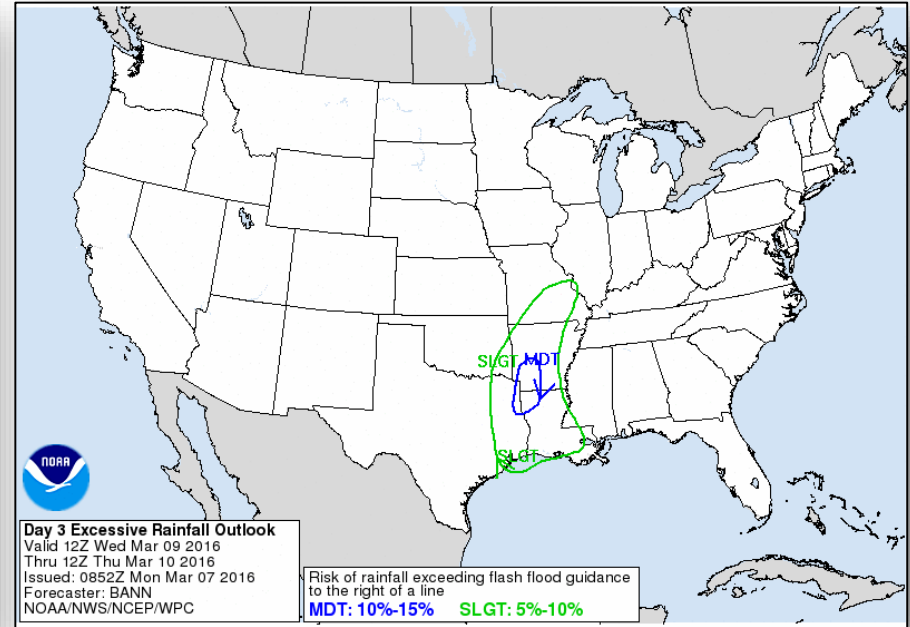 SLGT MDT
SLGT
NOAA
Day 3 Excessive Rainfall Outlook
Valid 12Z Wed Mar 09 2016
Thru 12Z Thu Mar 10 2016
Issued: 0852Z Mon Mar 07 2016
Forecaster: BANN
NOAA/NWS/NCEP/WPC
Risk of rainfall exceeding flash flood guidance
to the right of a line
MDT: 10%-15% SLGT: 5%-10%